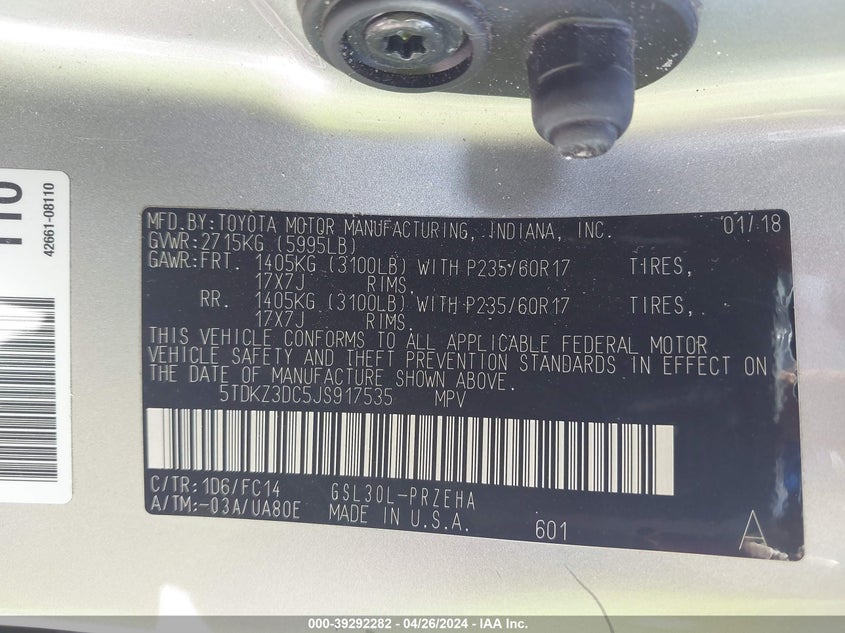 110
42661-08110
MFD.BY:TOYOTA MOTOR MANUFACTURING, INDIANA, INC. 01/18
GVWR:2715KG (5995LB)
GAWR:FRT. 1405KG (3100LB) WITH P235/60R17 TIRES,
17X7J RIMS.
RR. 1405KG (3100LB) WITH P235/60R17 TIRES,
17X7J RIMS.
THIS VEHICLE CONFORMS TO ALL APPLICABLE FEDERAL MOTOR
VEHICLE SAFETY AND THEFT PREVENTION STANDARDS IN EFFECT ON
THE DATE OF MANUFACTURE SHOWN ABOVE.
5TDKZ3DC5JS917535 MPV
C/TR:1D6/FC14 GSL30L-PRZEHA
A/TM:-03A/UA80E MADE IN U.S.A. 601 A
000-39292282 - 04/26/2024 - IAA Inc.